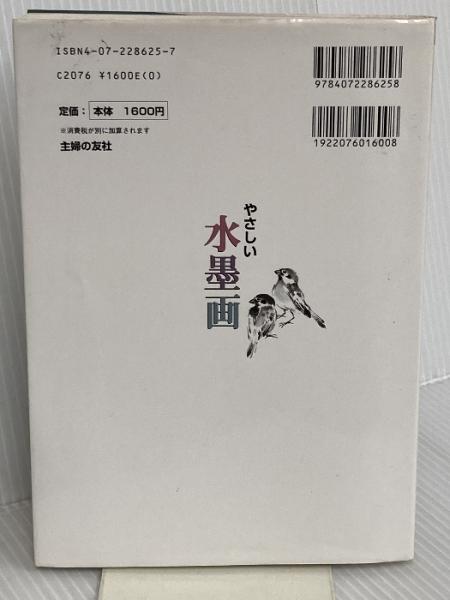 ISBN4-07-228625-7
C2076 ¥1600E(0)
定価：本体 1600円
※消費税が別に加算されます
主婦の友社
9784072286258
1922076016008
やさしい
水墨画